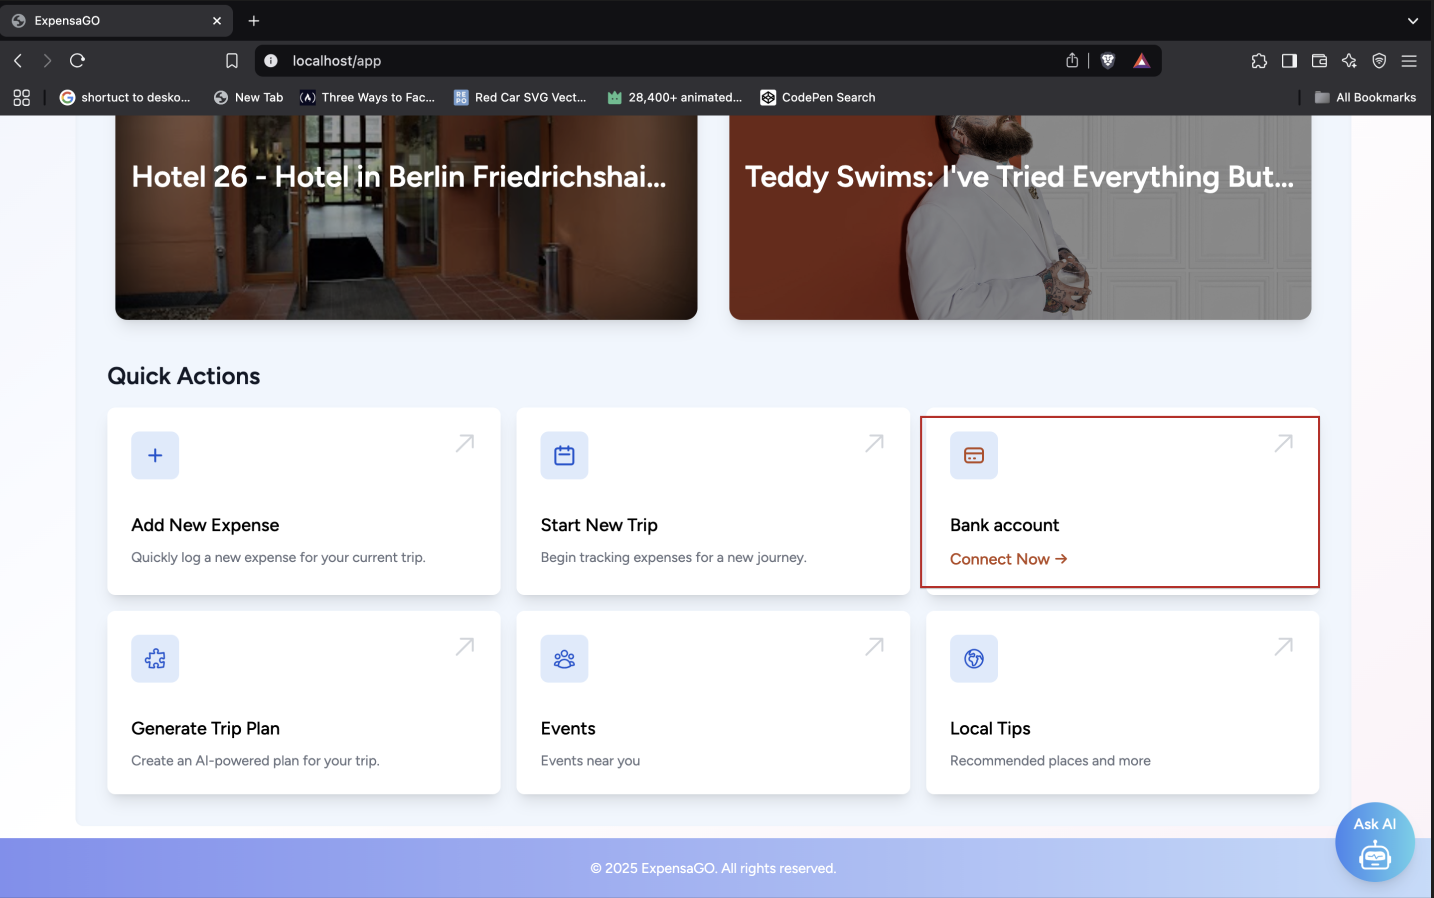 ExpensaGO
localhost/app
shortuct to desko...
New Tab
Three Ways to Fac...
RE
PO
Red Car SVG Vect...
28,400+ animated...
CodePen Search
All Bookmarks
Hotel 26 - Hotel in Berlin Friedrichshai...
Teddy Swims: I've Tried Everything But...
Quick Actions
Add New Expense
Quickly log a new expense for your current trip.
Start New Trip
Begin tracking expenses for a new journey.
Bank account
Connect Now →
Generate Trip Plan
Create an AI-powered plan for your trip.
Events
Events near you
Local Tips
Recommended places and more
Ask AI
© 2025 ExpensaGO. All rights reserved.